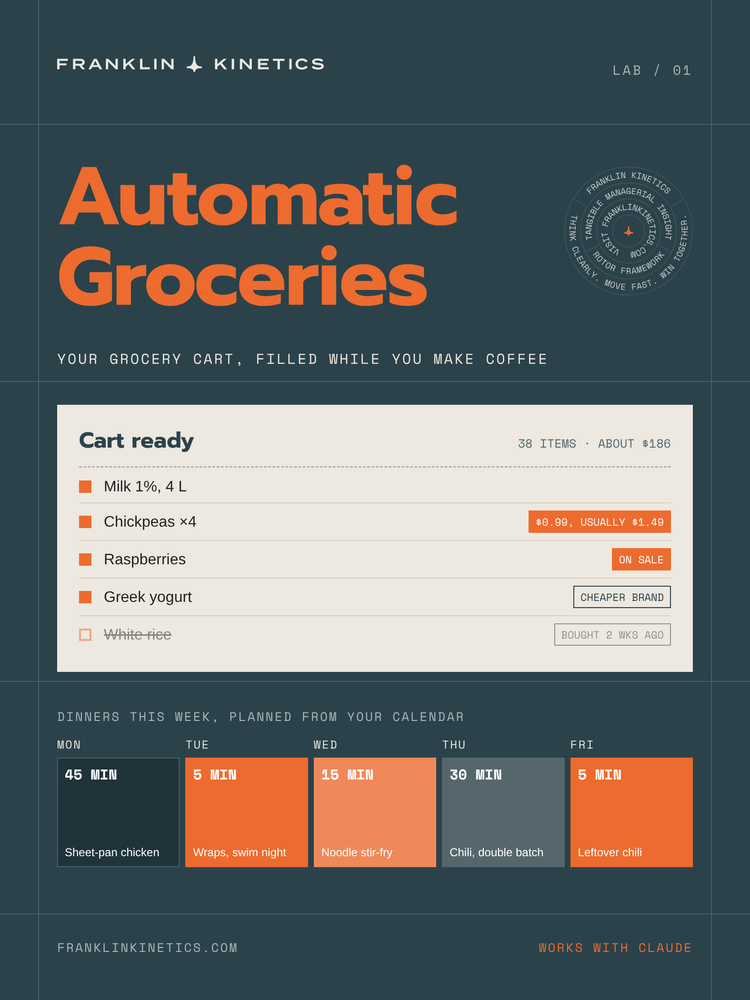 FRANKLIN KINETICS
LAB / 01
Automatic
Groceries
FRANKLIN KINETICS
THINK CLEARLY. MOVE FAST. WIN TOGETHER.
TANGIBLE MANAGERIAL INSIGHT
ROTOR FRAMEWORK
VISIT FRANKLINKINETICS.COM
YOUR GROCERY CART, FILLED WHILE YOU MAKE COFFEE
Cart ready
38 ITEMS · ABOUT $186
Milk 1%, 4 L
Chickpeas ×4
$0.99, USUALLY $1.49
Raspberries
ON SALE
Greek yogurt
CHEAPER BRAND
White rice
BOUGHT 2 WKS AGO
DINNERS THIS WEEK, PLANNED FROM YOUR CALENDAR
MON
45 MIN
Sheet-pan chicken
TUE
5 MIN
Wraps, swim night
WED
15 MIN
Noodle stir-fry
THU
30 MIN
Chili, double batch
FRI
5 MIN
Leftover chili
FRANKLINKINETICS.COM
WORKS WITH CLAUDE